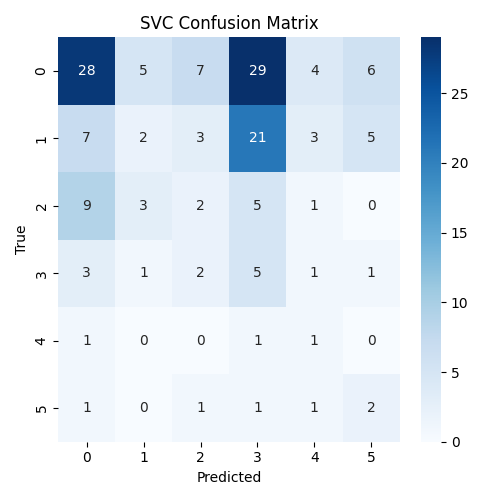 SVC Confusion Matrix
0 28 5 7 29 4 6
1 7 2 3 21 3 5
2 9 3 2 5 1 0
3 3 1 2 5 1 1
4 1 0 0 1 1 0
5 1 0 1 1 1 2
0 1 2 3 4 5
Predicted
True
25
20
15
10
5
0